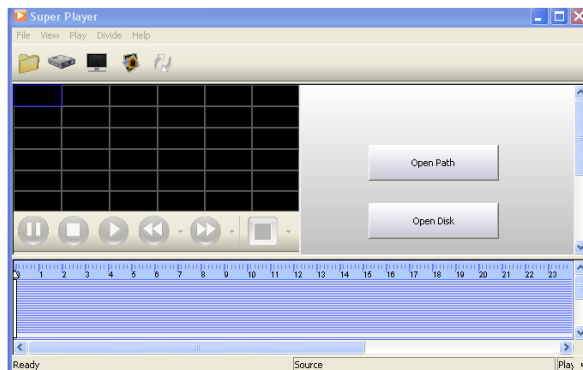 Super Player
File View Play Divide Help
Open Path
Open Disk
0 1 2 3 4 5 6 7 8 9 10 11 12 13 14 15 16 17 18 19 20 21 22 23
Ready Source Play